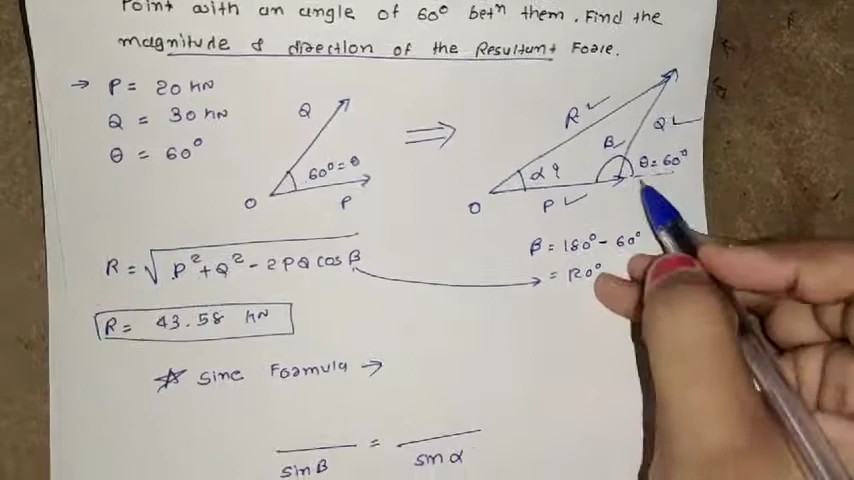 Point with an angle of 60° betⁿ them. Find the
magnitude & direction of the Resultant Force.
→ P = 20 kN
Q = 30 kN
θ = 60°
Q
60° = θ
O
P
⇒
R ✓
Q ✓
B ✓
θ = 60°
α ?
O
P ✓
R = √P² + Q² - 2PQ cos β
β = 180° - 60°
= 120°
R = 43.58 kN
☆ Sine Formula →
=
sin B
sin α